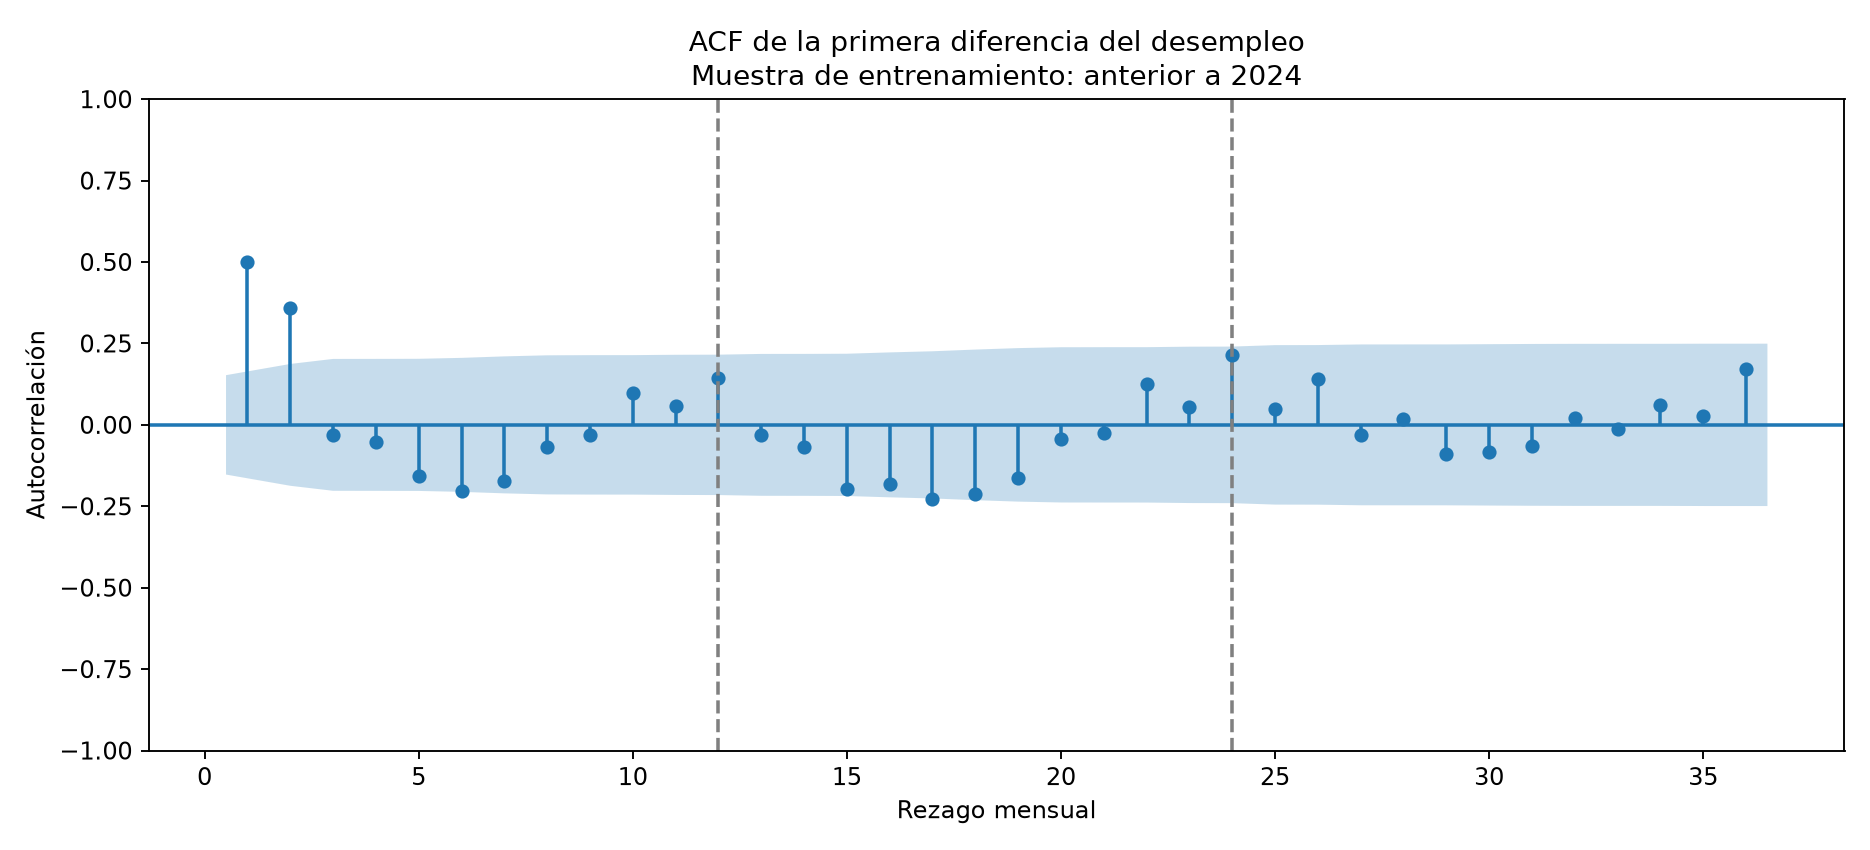 ACF de la primera diferencia del desempleo
Muestra de entrenamiento: anterior a 2024
1.00
0.75
0.50
0.25
0.00
−0.25
−0.50
−0.75
−1.00
Autocorrelación
0 5 10 15 20 25 30 35
Rezago mensual